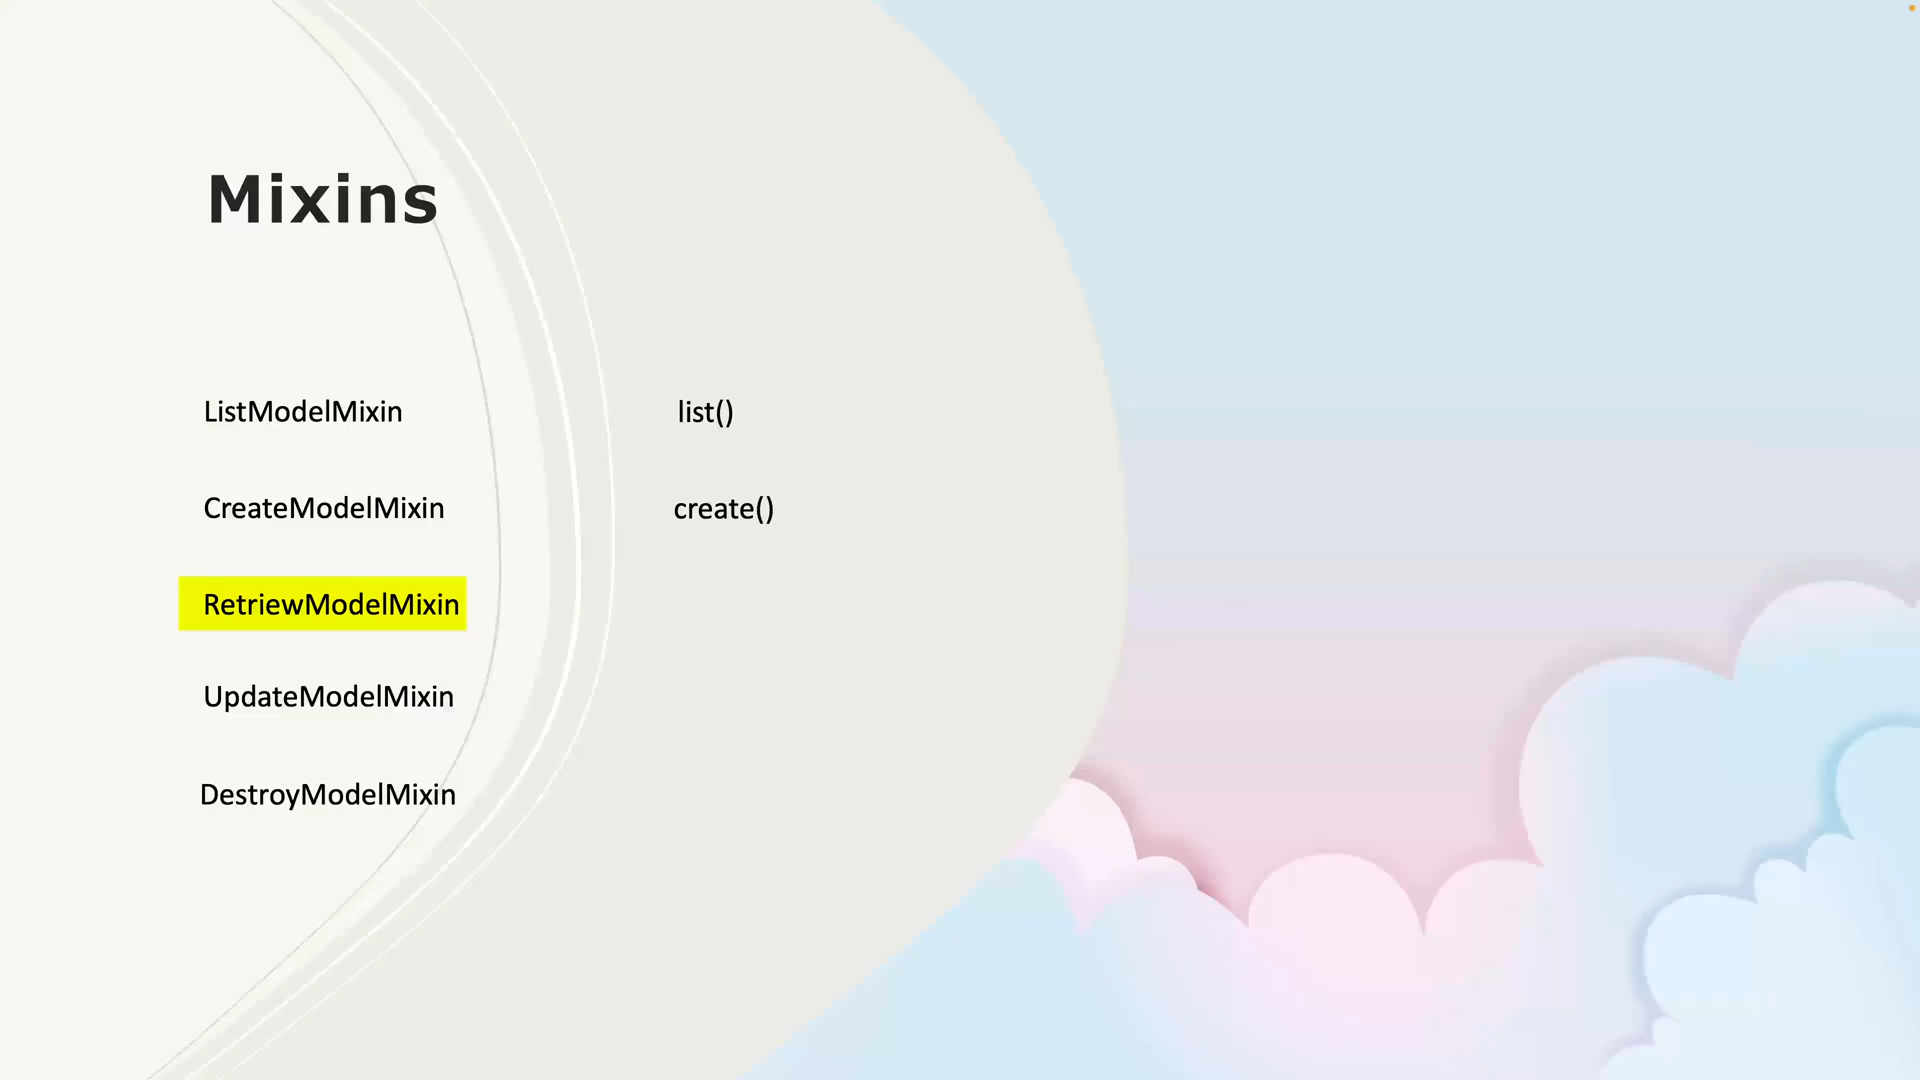 Mixins
ListModelMixin list()
CreateModelMixin create()
RetriewModelMixin
UpdateModelMixin
DestroyModelMixin